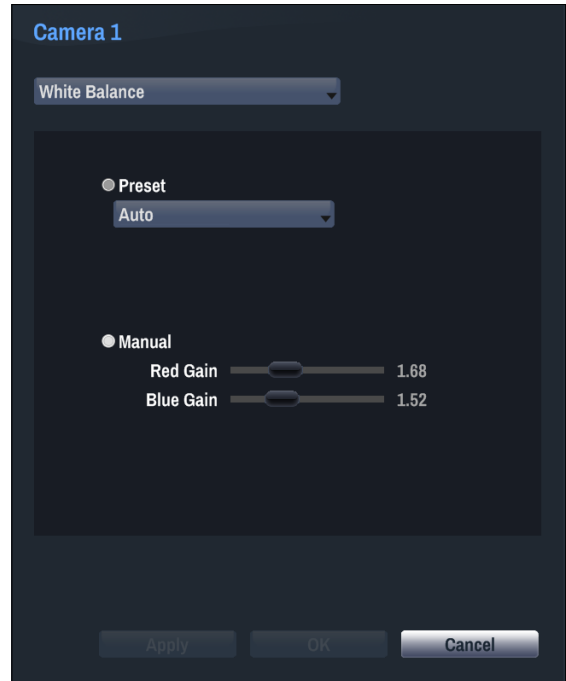 Camera 1
White Balance
Preset
Auto
Manual
Red Gain 1.68
Blue Gain 1.52
Apply OK Cancel